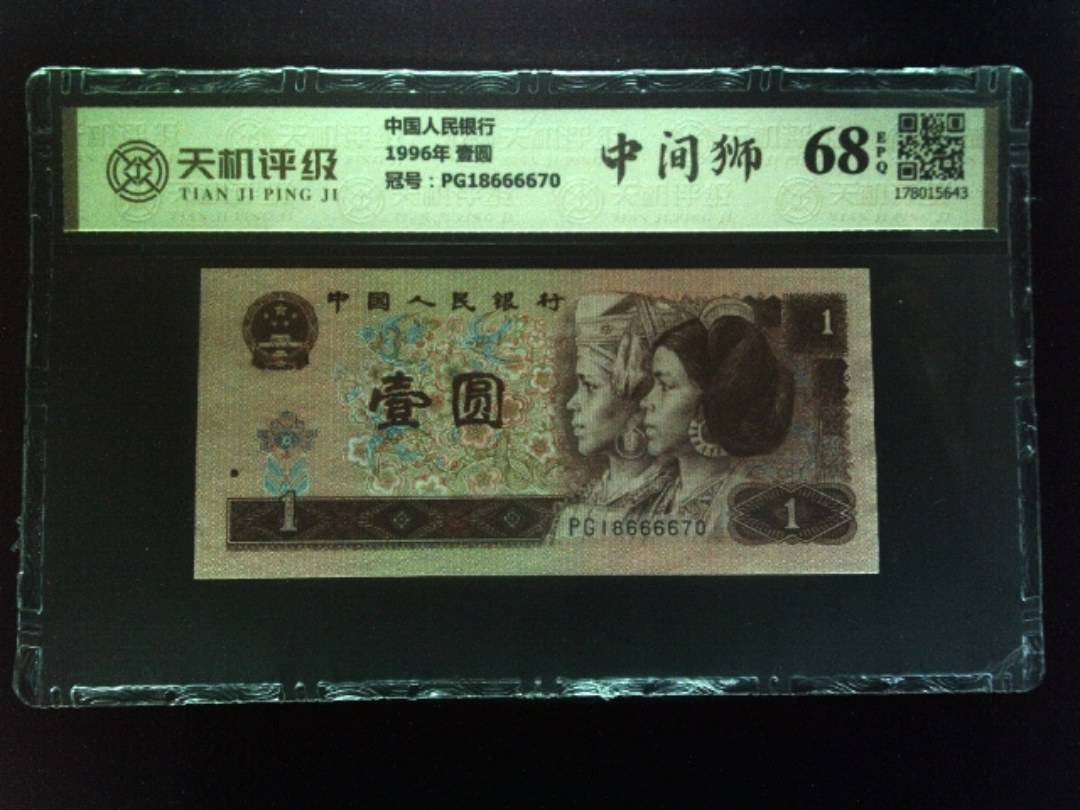 天机评级
TIAN JI PING JI
中国人民银行
1996年 壹圆
冠号：PG18666670
中间狮
68
EPQ
178015643
中國人民銀行
1
壹圆
1
PG18666670
1